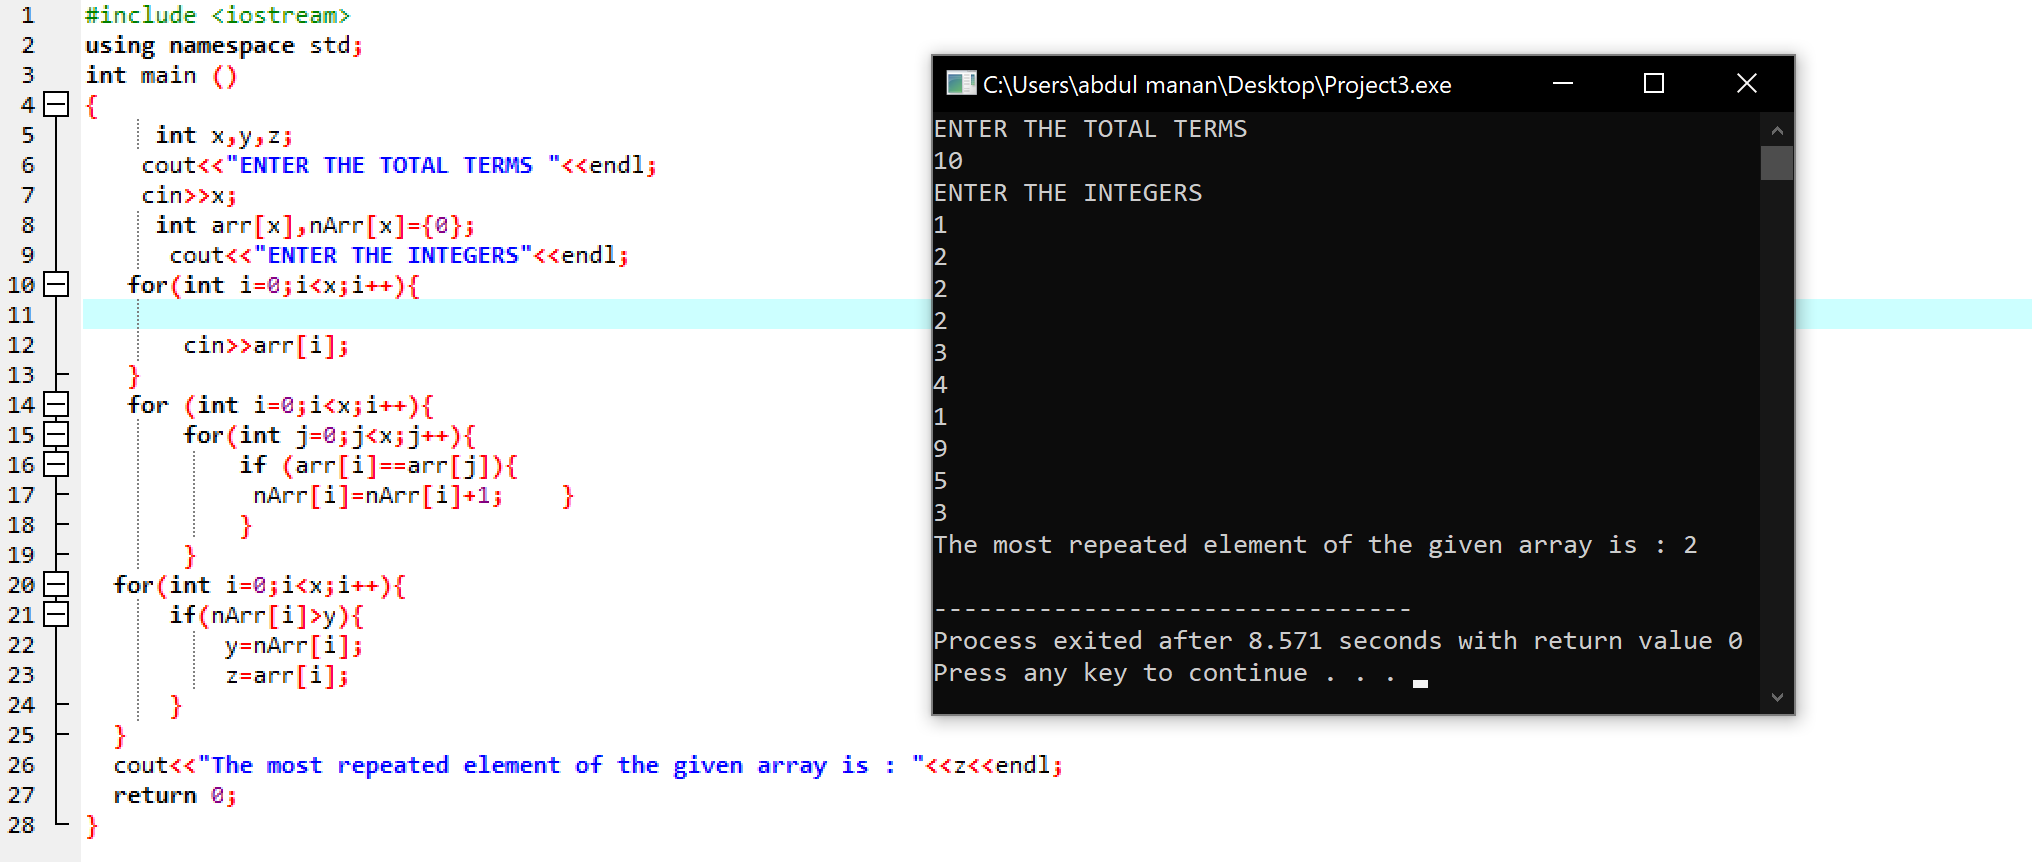 1 #include <iostream>
2 using namespace std;
3 int main ()
4 {
5 int x,y,z;
6 cout<<"ENTER THE TOTAL TERMS "<<endl;
7 cin>>x;
8 int arr[x],nArr[x]={0};
9 cout<<"ENTER THE INTEGERS"<<endl;
10 for(int i=0;i<x;i++){
11
12 cin>>arr[i];
13 }
14 for (int i=0;i<x;i++){
15 for(int j=0;j<x;j++){
16 if (arr[i]==arr[j]){
17 nArr[i]=nArr[i]+1; }
18 }
19 }
20 for(int i=0;i<x;i++){
21 if(nArr[i]>y){
22 y=nArr[i];
23 z=arr[i];
24 }
25 }
26 cout<<"The most repeated element of the given array is : "<<z<<endl;
27 return 0;
28 }
C:\Users\abdul manan\Desktop\Project3.exe
ENTER THE TOTAL TERMS
10
ENTER THE INTEGERS
1
2
2
2
3
4
1
9
5
3
The most repeated element of the given array is : 2
--------------------------------
Process exited after 8.571 seconds with return value 0
Press any key to continue . . .